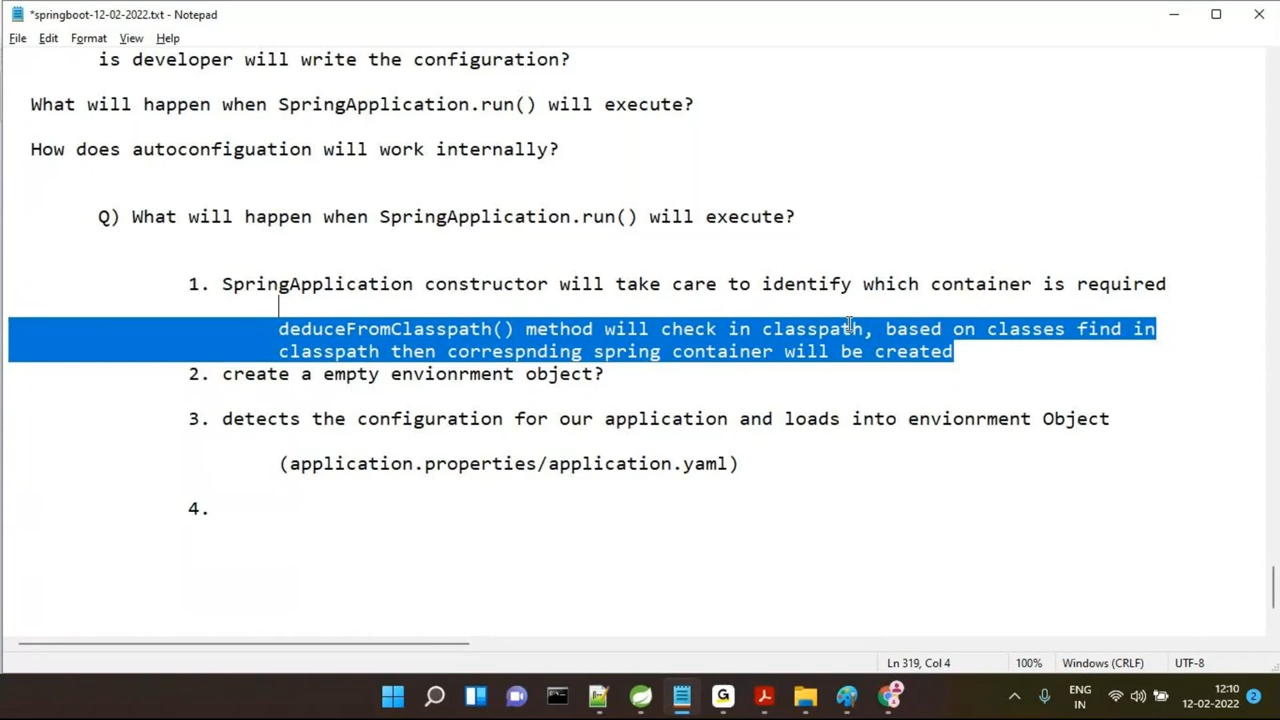 *springboot-12-02-2022.txt - Notepad
File Edit Format View Help
is developer will write the configuration?
What will happen when SpringApplication.run() will execute?
How does autoconfiguation will work internally?
Q) What will happen when SpringApplication.run() will execute?
1. SpringApplication constructor will take care to identify which container is required
deduceFromClasspath() method will check in classpath, based on classes find in
classpath then correspnding spring container will be created
2. create a empty envionrment object?
3. detects the configuration for our application and loads into envionrment Object
(application.properties/application.yaml)
4.
Ln 319, Col 4 100% Windows (CRLF) UTF-8
ENG 12:10
IN 12-02-2022 2